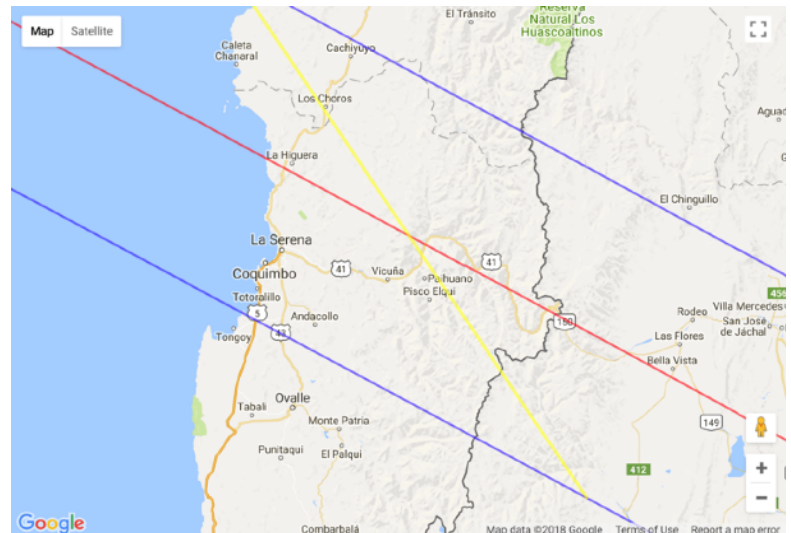 Map Satellite
El Tránsito
Reserva
Natural Los
Huascoaltinos
Caleta
Chanaral
Cachiyuyo
Los Choros
La Higuera
El Chinguillo
La Serena
Coquimbo
41
Vicuña
Paihuano
Pisco Elqui
41
Totoralillo
5
43
Andacollo
Tongoy
150
Rodeo
Villa Mercedes
San José
de Jáchal
Las Flores
Bella Vista
Tabali
Ovalle
Monte Patria
El Palqui
Punitaqui
149
412
Combarbalá
Google
Map data ©2018 Google Terms of Use Report a map error